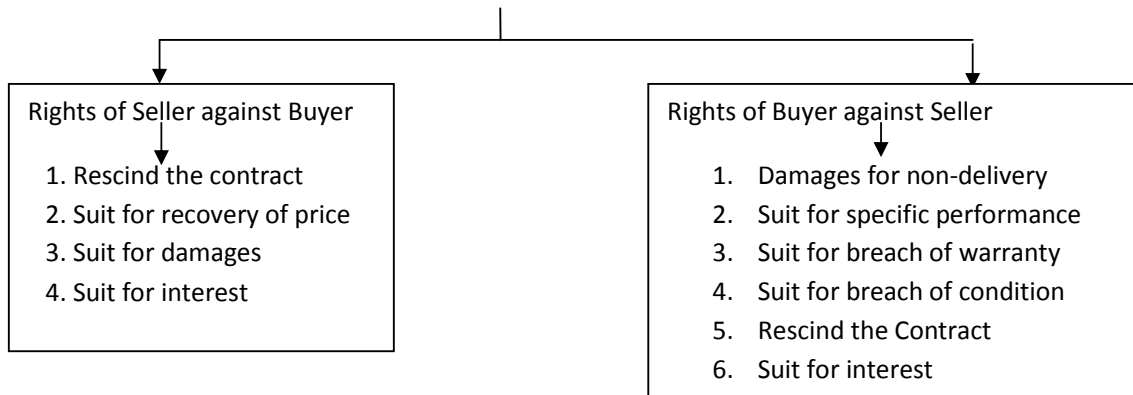 Rights of Seller against Buyer
1. Rescind the contract
2. Suit for recovery of price
3. Suit for damages
4. Suit for interest
Rights of Buyer against Seller
1. Damages for non-delivery
2. Suit for specific performance
3. Suit for breach of warranty
4. Suit for breach of condition
5. Rescind the Contract
6. Suit for interest